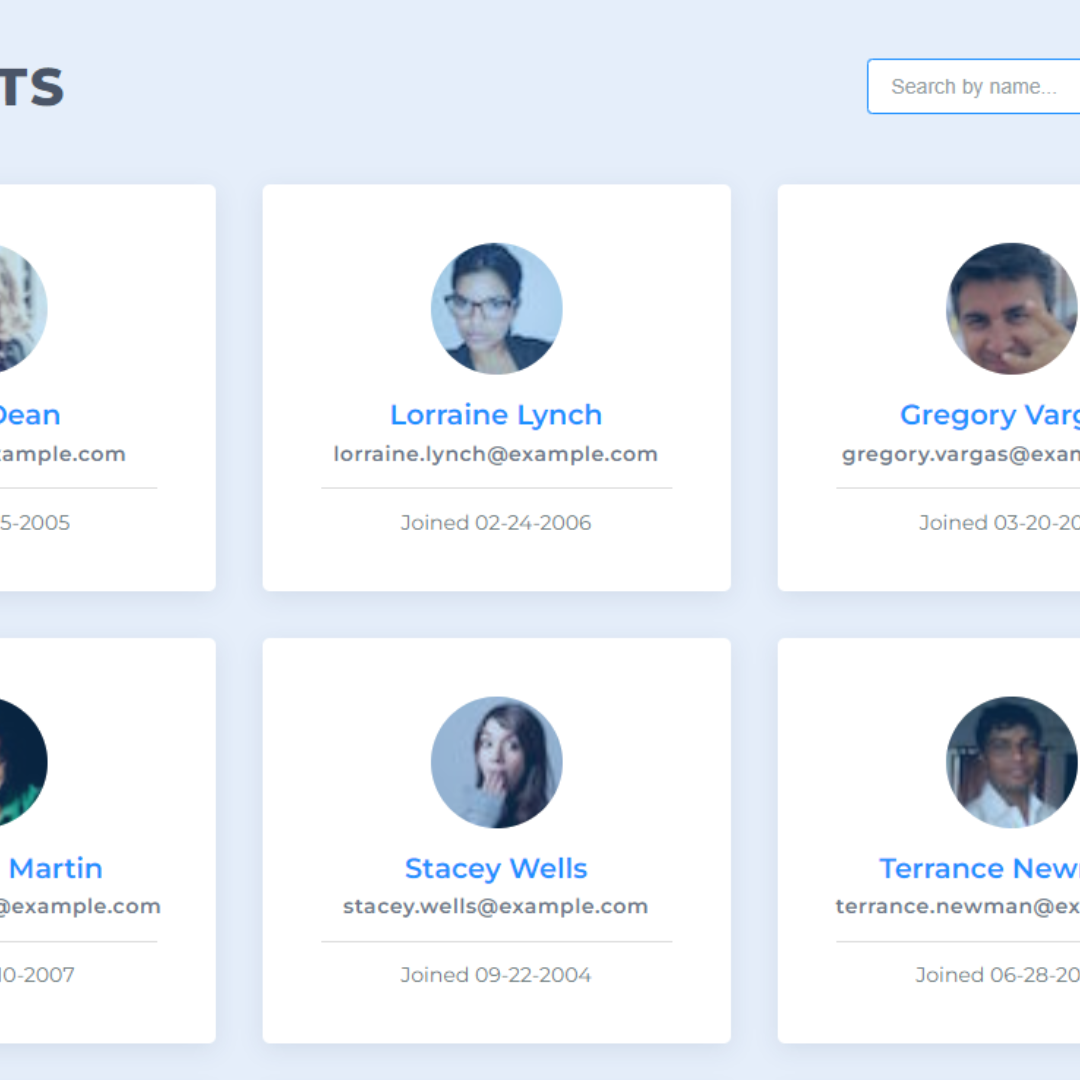 TS
Search by name...
Dean
Lorraine Lynch
Gregory Varg
ample.com
lorraine.lynch@example.com
gregory.vargas@exam
5-2005
Joined 02-24-2006
Joined 03-20-20
Martin
Stacey Wells
Terrance New
@example.com
stacey.wells@example.com
terrance.newman@ex
10-2007
Joined 09-22-2004
Joined 06-28-20